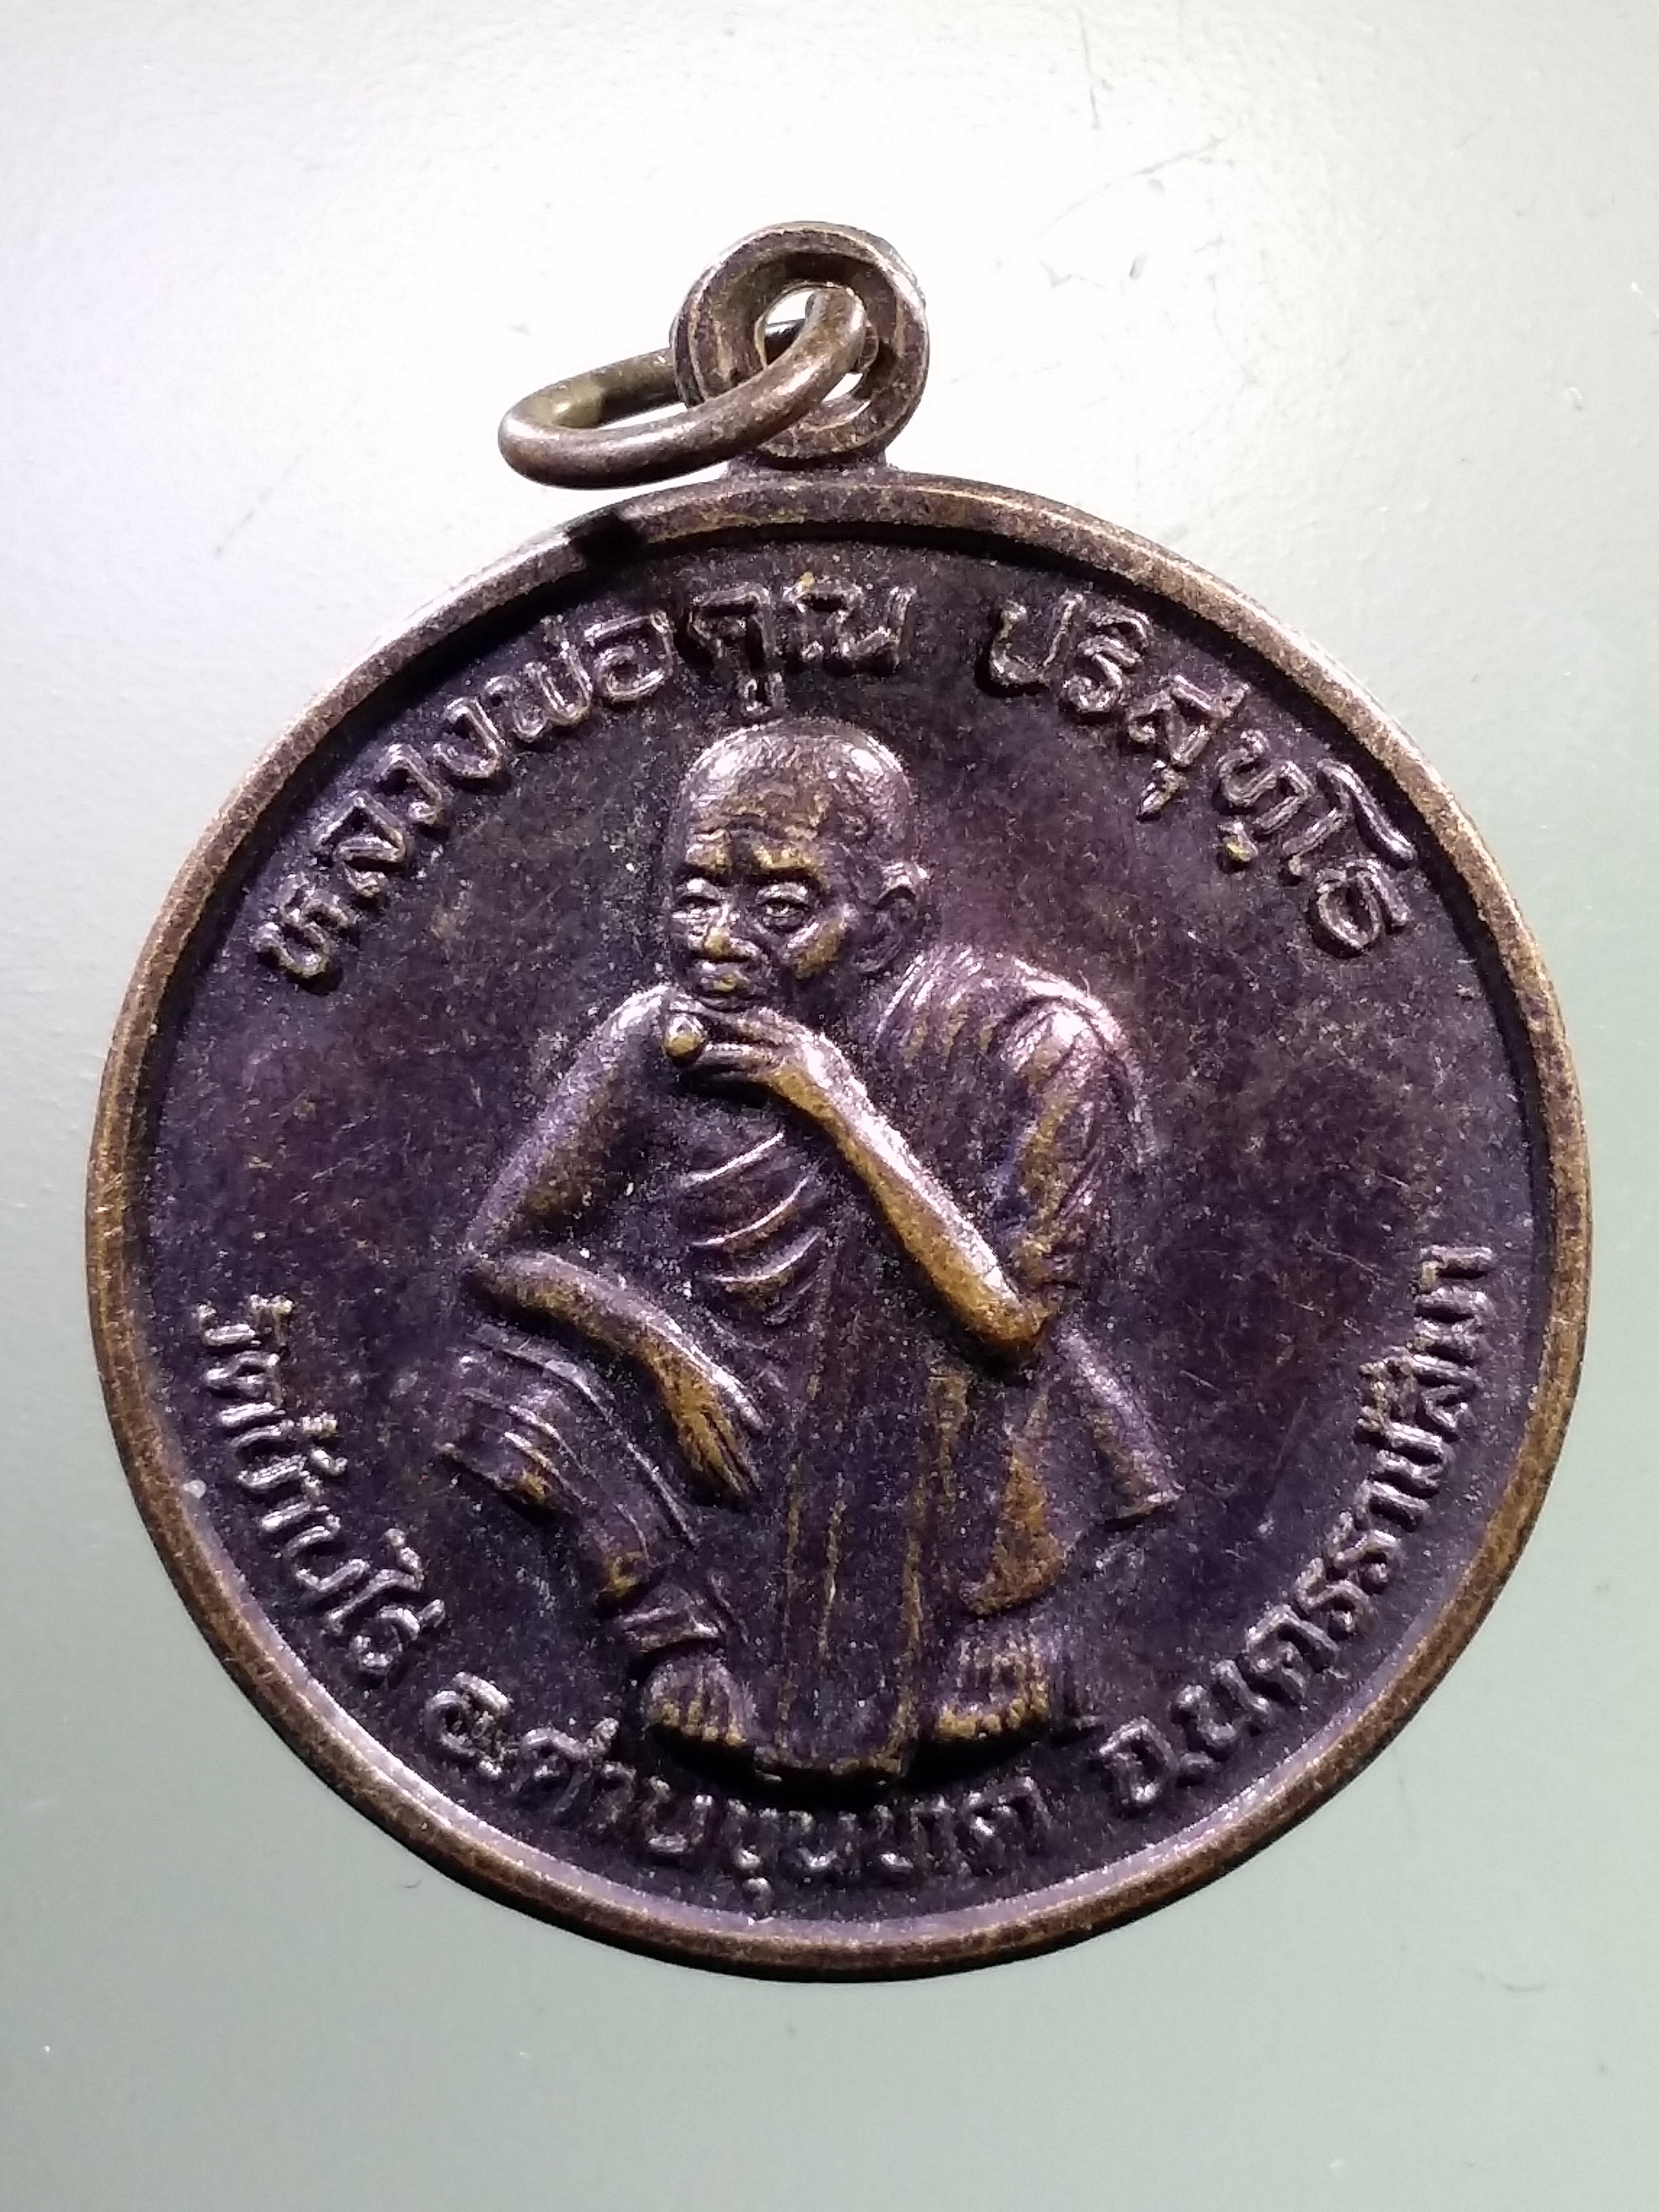 หลวงพ่อคูณ ปริสุทฺโธ
วัดบ้านไร่ อ.ด่านขุนทด จ.นครราชสีมา